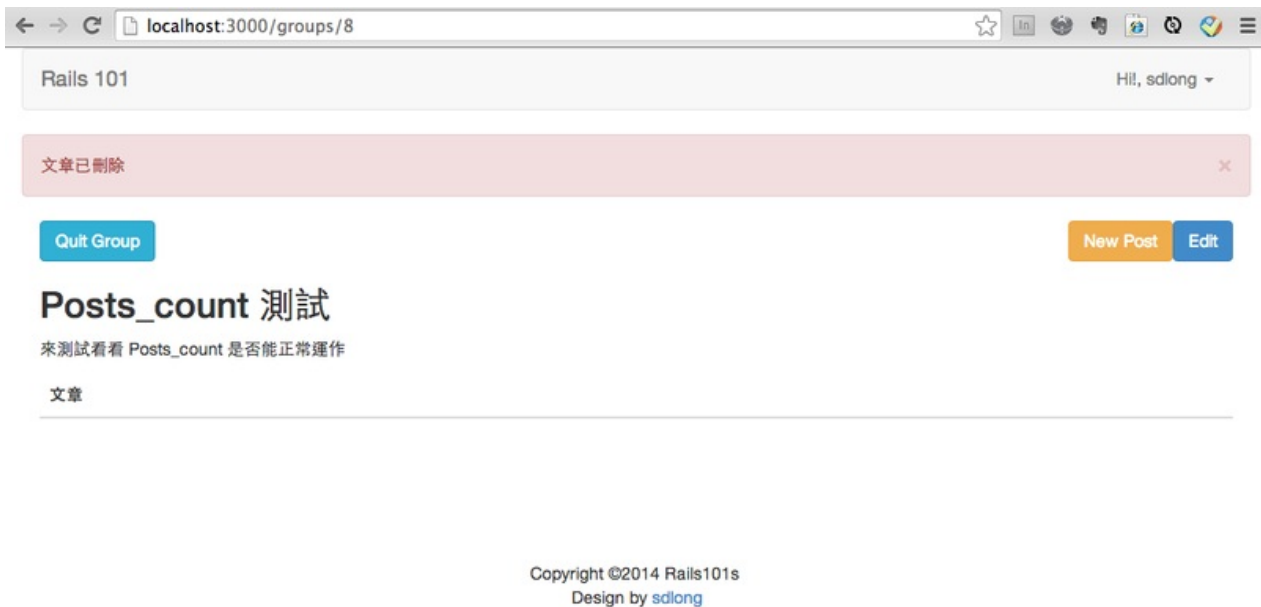 localhost:3000/groups/8
Rails 101
Hi!, sdlong
文章已刪除
×
Quit Group
New Post
Edit
Posts_count 測試
來測試看看 Posts_count 是否能正常運作
文章
Copyright ©2014 Rails101s
Design by sdlong